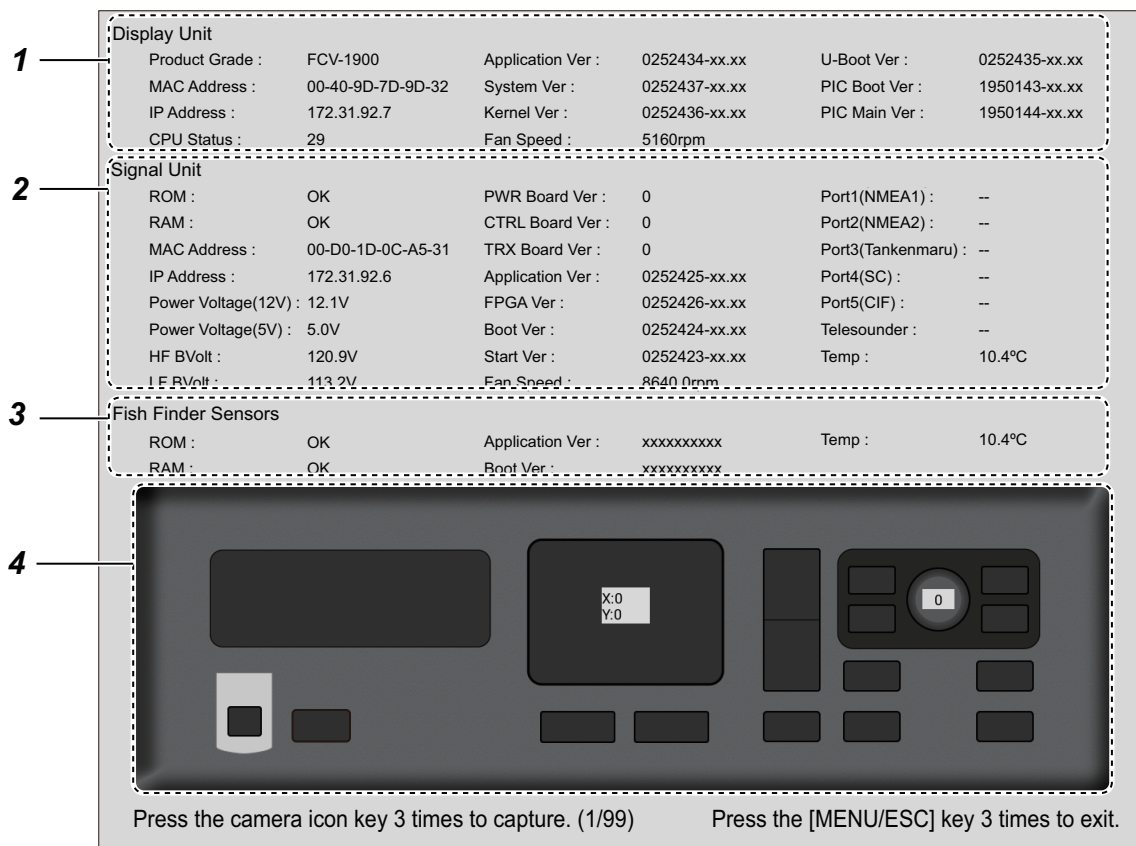 Display Unit
1 Product Grade : FCV-1900 Application Ver : 0252434-xx.xx U-Boot Ver : 0252435-xx.xx
MAC Address : 00-40-9D-7D-9D-32 System Ver : 0252437-xx.xx PIC Boot Ver : 1950143-xx.xx
IP Address : 172.31.92.7 Kernel Ver : 0252436-xx.xx PIC Main Ver : 1950144-xx.xx
CPU Status : 29 Fan Speed : 5160rpm
Signal Unit
2 ROM : OK PWR Board Ver : 0 Port1(NMEA1) : --
RAM : OK CTRL Board Ver : 0 Port2(NMEA2) : --
MAC Address : 00-D0-1D-0C-A5-31 TRX Board Ver : 0 Port3(Tankenmaru) : --
IP Address : 172.31.92.6 Application Ver : 0252425-xx.xx Port4(SC) : --
Power Voltage(12V) : 12.1V FPGA Ver : 0252426-xx.xx Port5(CIF) : --
Power Voltage(5V) : 5.0V Boot Ver : 0252424-xx.xx Telesounder : --
HF BVolt : 120.9V Start Ver : 0252423-xx.xx Temp : 10.4ºC
LF BVolt : 113.2V Fan Speed : 8640.0rpm
3 Fish Finder Sensors
ROM : OK Application Ver : xxxxxxxxxx Temp : 10.4ºC
RAM : OK Boot Ver : xxxxxxxxxx
4
X:0
Y:0
0
Press the camera icon key 3 times to capture. (1/99) Press the [MENU/ESC] key 3 times to exit.